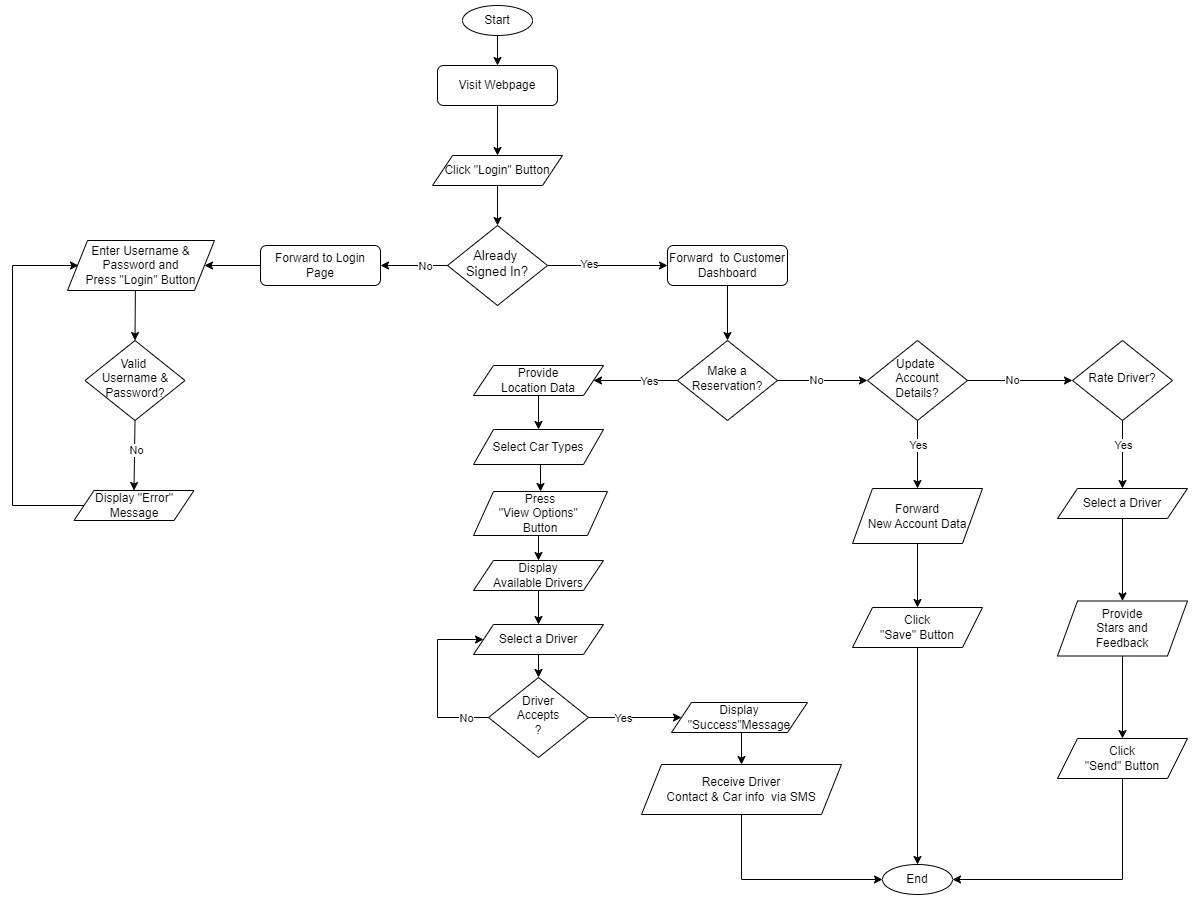 Start
Visit Webpage
Click "Login" Button
Already
Signed In?
No
Yes
Forward to Login
Page
Enter Username &
Password and
Press "Login" Button
Valid
Username &
Password?
No
Display "Error"
Message
Forward to Customer
Dashboard
Make a
Reservation?
Yes
No
Update
Account
Details?
No
Rate Driver?
Provide
Location Data
Select Car Types
Press
"View Options"
Button
Display
Available Drivers
Select a Driver
Driver
Accepts
?
No
Yes
Display
"Success"Message
Receive Driver
Contact & Car info via SMS
Yes
Forward
New Account Data
Click
"Save" Button
Yes
Select a Driver
Provide
Stars and
Feedback
Click
"Send" Button
End